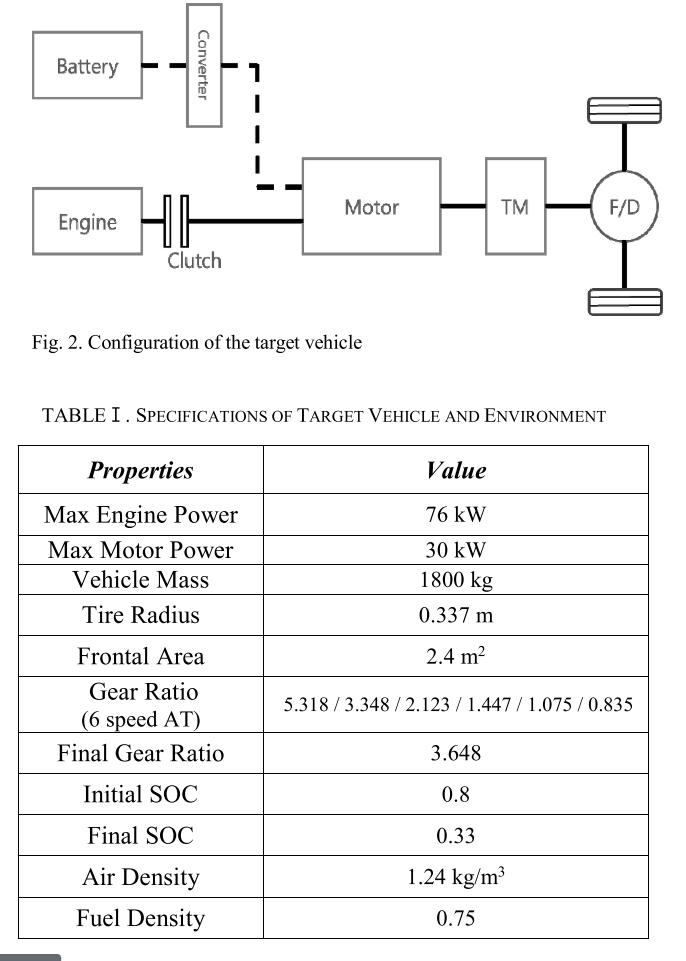 Converter
Battery
Motor
TM
F/D
Engine
Clutch
Fig. 2. Configuration of the target vehicle
TABLE I. SPECIFICATIONS OF TARGET VEHICLE AND ENVIRONMENT
Properties Value
Max Engine Power 76 kW
Max Motor Power 30 kW
Vehicle Mass 1800 kg
Tire Radius 0.337 m
Frontal Area 2.4 m²
Gear Ratio
(6 speed AT) 5.318 / 3.348 / 2.123 / 1.447 / 1.075 / 0.835
Final Gear Ratio 3.648
Initial SOC 0.8
Final SOC 0.33
Air Density 1.24 kg/m³
Fuel Density 0.75